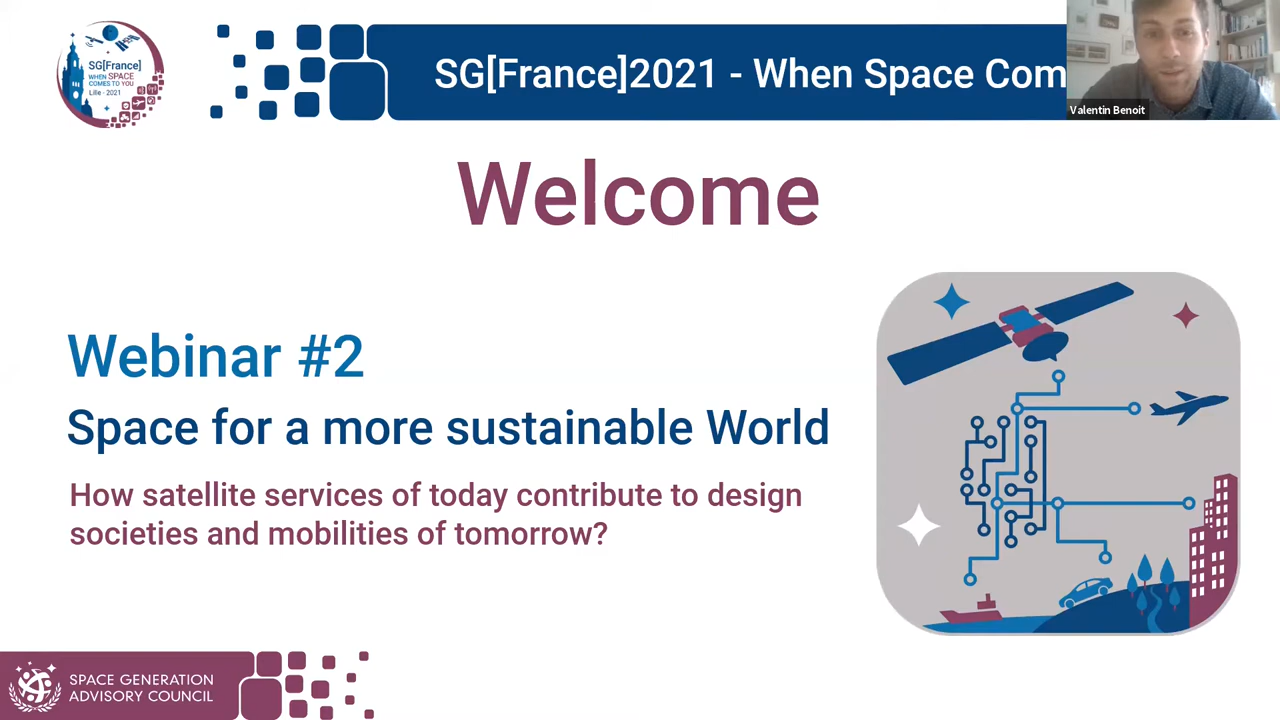 SG[France]
WHEN SPACE
COMES TO YOU
Lille · 2021
SG[France]2021 - When Space Com
Valentin Benoit
Welcome
Webinar #2
Space for a more sustainable World
How satellite services of today contribute to design
societies and mobilities of tomorrow?
SPACE GENERATION
ADVISORY COUNCIL